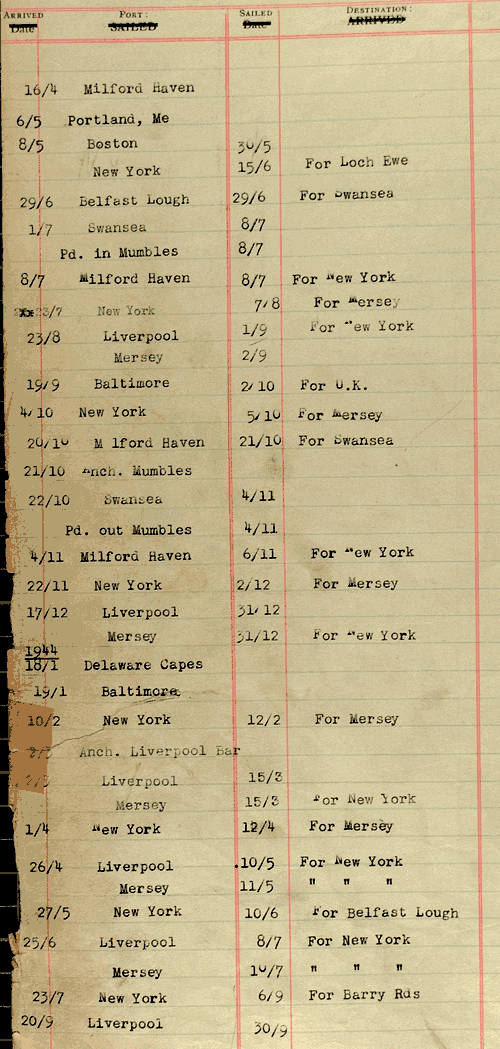 ARRIVED PORT: SAILED DESTINATION:
Date SAILED Date ARRIVED
16/4 Milford Haven
6/5 Portland, Me
8/5 Boston 30/5
New York 15/6 For Loch Ewe
29/6 Belfast Lough 29/6 For Swansea
1/7 Swansea 8/7
Pd. in Mumbles 8/7
8/7 Milford Haven 8/7 For New York
23/7 New York 7/8 For Mersey
23/8 Liverpool 1/9 For New York
Mersey 2/9
19/9 Baltimore 2/10 For U.K.
4/10 New York 5/10 For Mersey
20/10 M lford Haven 21/10 For Swansea
21/10 Anch. Mumbles
22/10 Swansea 4/11
Pd. out Mumbles 4/11
4/11 Milford Haven 6/11 For New York
22/11 New York 2/12 For Mersey
17/12 Liverpool 31/12
Mersey 31/12 For New York
1944
18/1 Delaware Capes
19/1 Baltimore
10/2 New York 12/2 For Mersey
2/3 Anch. Liverpool Bar
2/3 Liverpool 15/3
Mersey 15/3 For New York
1/4 New York 12/4 For Mersey
26/4 Liverpool .10/5 For New York
Mersey 11/5 " " "
27/5 New York 10/6 For Belfast Lough
25/6 Liverpool 8/7 For New York
Mersey 10/7 " " "
23/7 New York 6/9 For Barry Rds
20/9 Liverpool 30/9